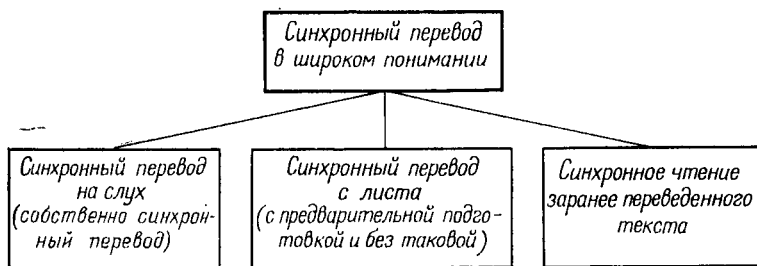 Синхронный перевод
в широком понимании
Синхронный перевод
на слух
(собственно синхрон-
ный перевод)
Синхронный перевод
с листа
(с предварительной подго-
товкой и без таковой)
Синхронное чтение
заранее переведенного
текста